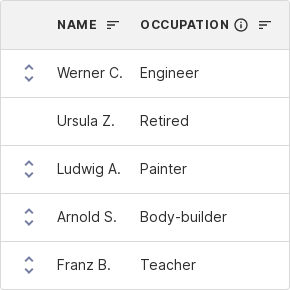 NAME OCCUPATION
Werner C. Engineer
Ursula Z. Retired
Ludwig A. Painter
Arnold S. Body-builder
Franz B. Teacher